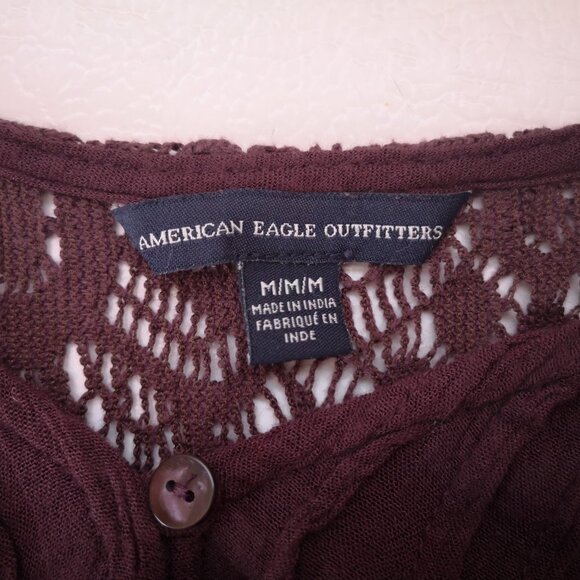 AMERICAN EAGLE OUTFITTERS
M/M/M
MADE IN INDIA
FABRIQUÉ EN
INDE